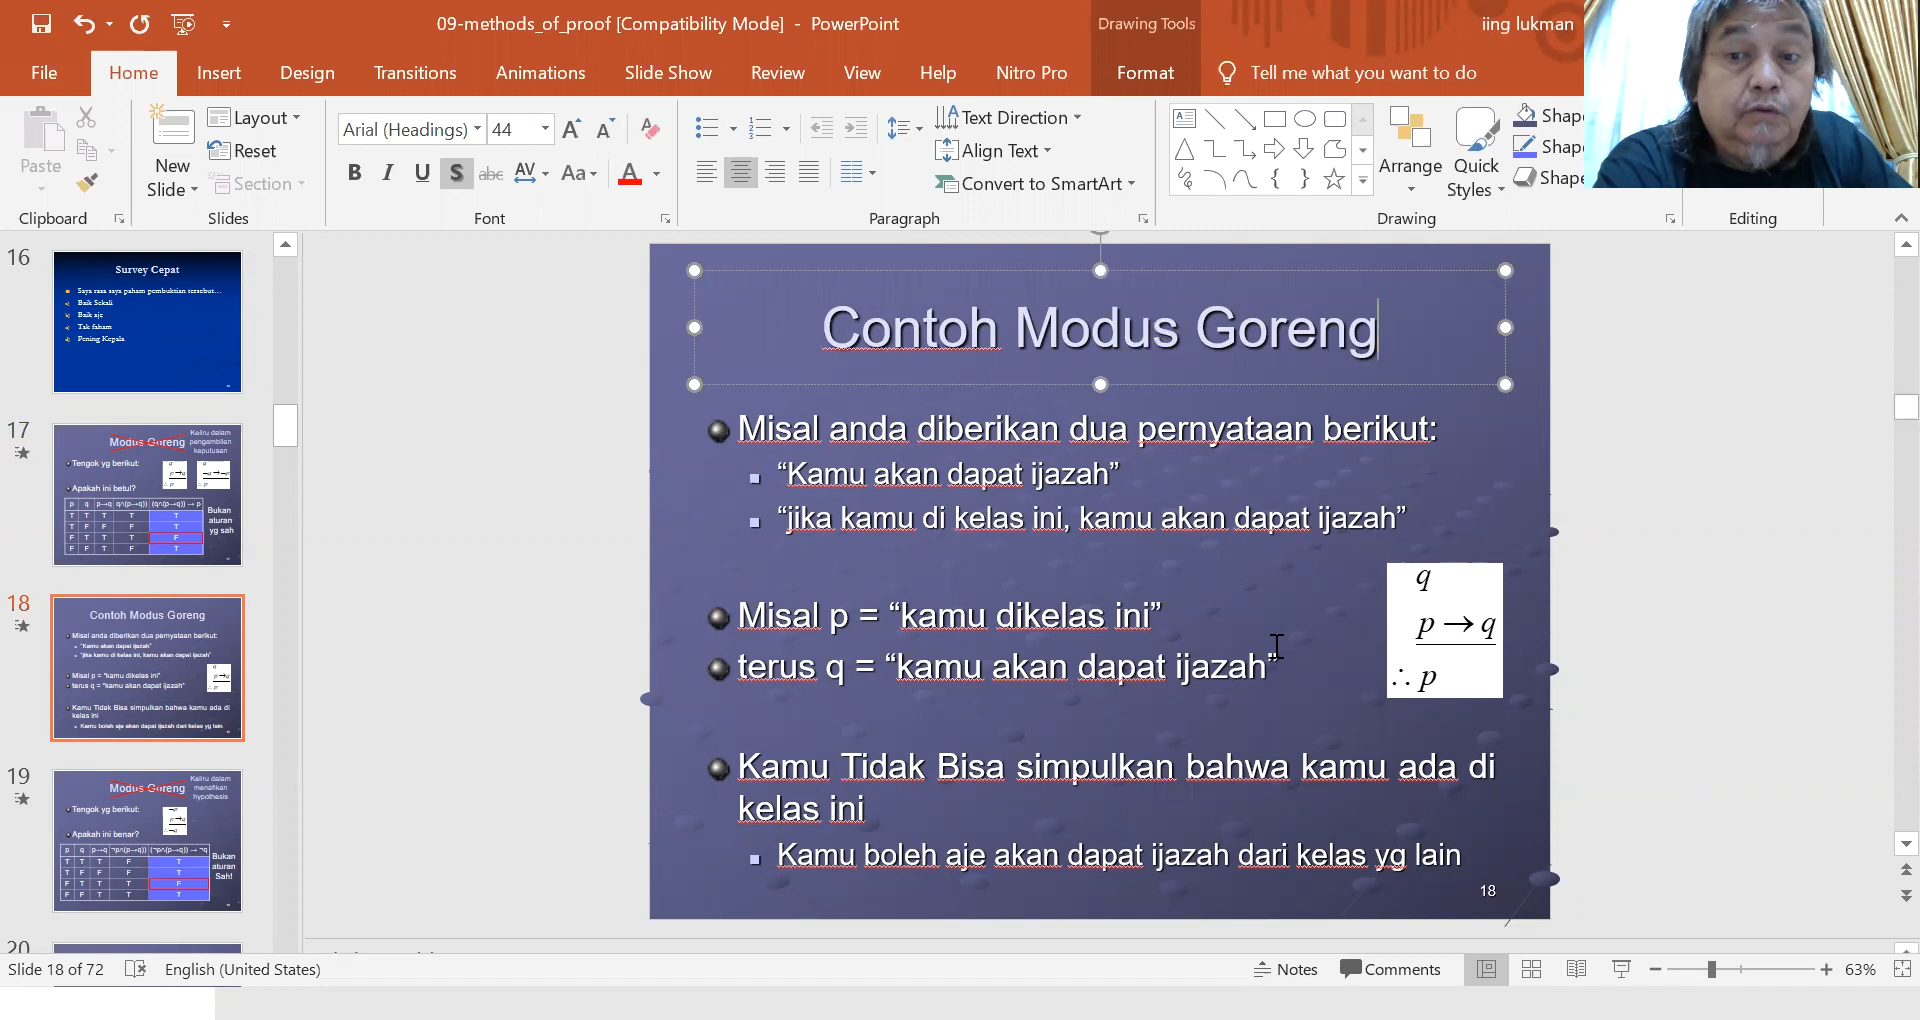 09-methods_of_proof [Compatibility Mode] - PowerPoint
Drawing Tools
iing lukman
File Home Insert Design Transitions Animations Slide Show Review View Help Nitro Pro Format Tell me what you want to do
Paste
Clipboard
New Slide
Layout
Reset
Section
Slides
Arial (Headings) 44
B I U S abc AV Aa A
Font
Text Direction
Align Text
Convert to SmartArt
Paragraph
Arrange
Quick Styles
Shape
Shape
Shape
Drawing
Editing
16
Survey Cepat
Saya rasa saya paham pembuktian tersebut...
Baik Sekali
Baik aje
Tak faham
Pening Kepala
17
Modus Goreng
Keliru dalam pengambilan keputusan
Tengok yg berikut:
q
p→q
∴ p
Apakah ini betul?
p q p→q q∧(p→q) (q∧(p→q)) → p
T T T T T
T F F F T
F T T T F
F F T F T
Bukan aturan yg sah
18
Contoh Modus Goreng
Misal anda diberikan dua pernyataan berikut:
"Kamu akan dapat ijazah"
"jika kamu di kelas ini, kamu akan dapat ijazah"
Misal p = "kamu dikelas ini"
terus q = "kamu akan dapat ijazah"
q
p→q
∴ p
Kamu Tidak Bisa simpulkan bahwa kamu ada di
kelas ini
Kamu boleh aje akan dapat ijazah dari kelas yg lain
19
Modus Goreng
Keliru dalam menafikan hypothesis
Tengok yg berikut:
¬p
p→q
∴ ¬q
Apakah ini benar?
p q p→q ¬p∧(p→q) (¬p∧(p→q)) → ¬q
T T T F T
T F F F T
F T T T F
F F T T T
Bukan aturan Sah!
20
Contoh Modus Goreng
Misal anda diberikan dua pernyataan berikut:
“Kamu akan dapat ijazah”
“jika kamu di kelas ini, kamu akan dapat ijazah”
Misal p = “kamu dikelas ini”
terus q = “kamu akan dapat ijazah”
q
p → q
∴ p
Kamu Tidak Bisa simpulkan bahwa kamu ada di
kelas ini
Kamu boleh aje akan dapat ijazah dari kelas yg lain
18
Slide 18 of 72 English (United States) Notes Comments 63%